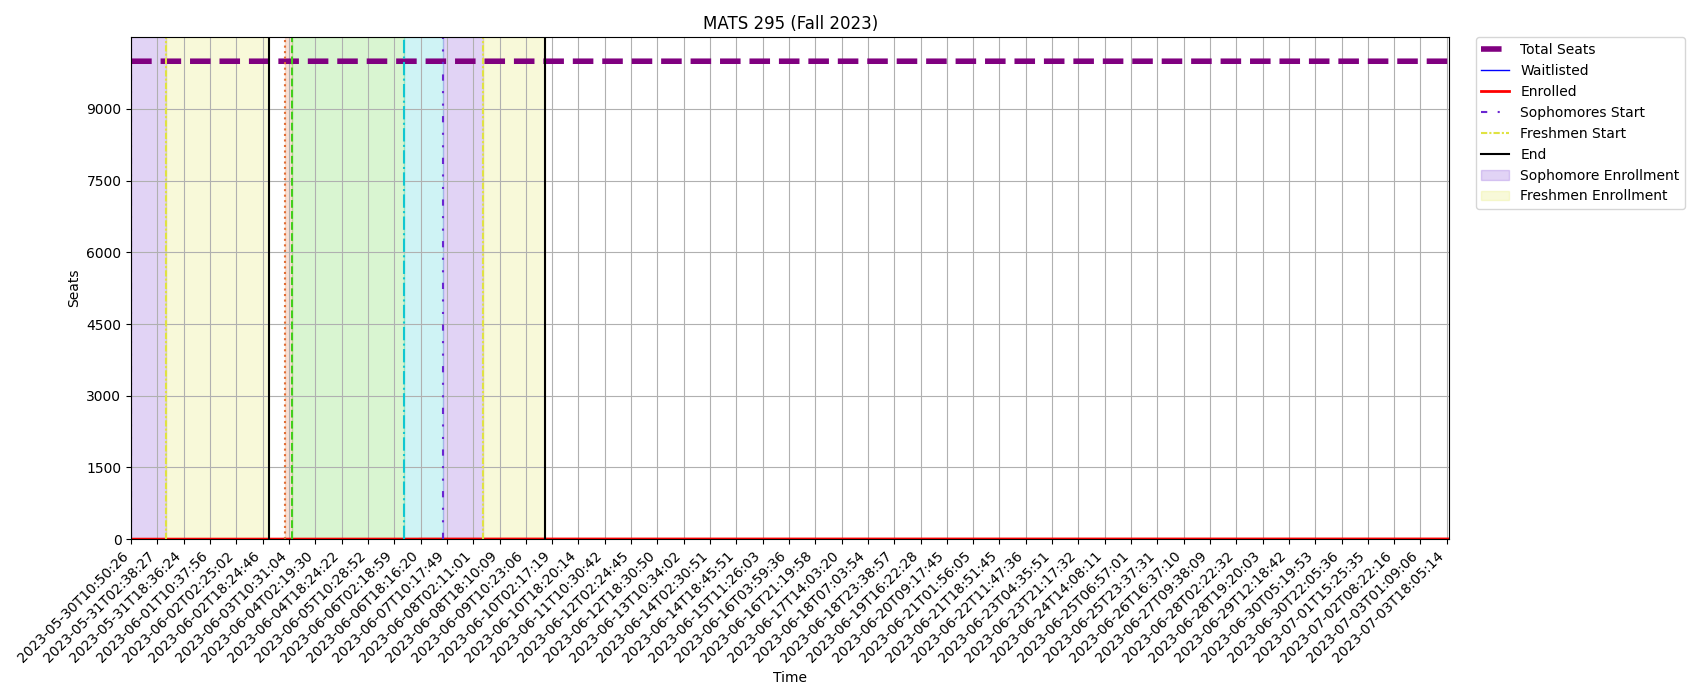 MATS 295 (Fall 2023)
Total Seats
Waitlisted
Enrolled
Sophomores Start
Freshmen Start
End
Sophomore Enrollment
Freshmen Enrollment
Seats
9000
7500
6000
4500
3000
1500
0
2023-05-30T10:50:26
2023-05-31T02:38:27
2023-05-31T18:36:24
2023-06-01T10:37:56
2023-06-02T02:25:02
2023-06-02T18:24:46
2023-06-03T10:31:04
2023-06-04T02:19:30
2023-06-04T18:24:22
2023-06-05T10:28:52
2023-06-06T02:18:59
2023-06-06T18:16:20
2023-06-07T10:17:49
2023-06-08T02:11:01
2023-06-08T18:10:09
2023-06-09T10:23:06
2023-06-10T02:17:19
2023-06-10T18:20:14
2023-06-11T10:30:42
2023-06-12T02:24:45
2023-06-12T18:30:50
2023-06-13T10:34:02
2023-06-14T02:30:51
2023-06-14T18:45:51
2023-06-15T11:26:03
2023-06-16T03:59:36
2023-06-16T21:19:58
2023-06-17T14:03:20
2023-06-18T07:03:54
2023-06-18T23:38:57
2023-06-19T16:22:28
2023-06-20T09:17:45
2023-06-21T01:56:05
2023-06-21T18:51:45
2023-06-22T11:47:36
2023-06-23T04:35:51
2023-06-23T21:17:32
2023-06-24T14:08:11
2023-06-25T06:57:01
2023-06-25T23:37:31
2023-06-26T16:37:10
2023-06-27T09:38:09
2023-06-28T02:22:32
2023-06-28T19:20:03
2023-06-29T12:18:42
2023-06-30T05:19:53
2023-06-30T22:05:36
2023-07-01T15:25:35
2023-07-02T08:22:16
2023-07-03T01:09:06
2023-07-03T18:05:14
Time